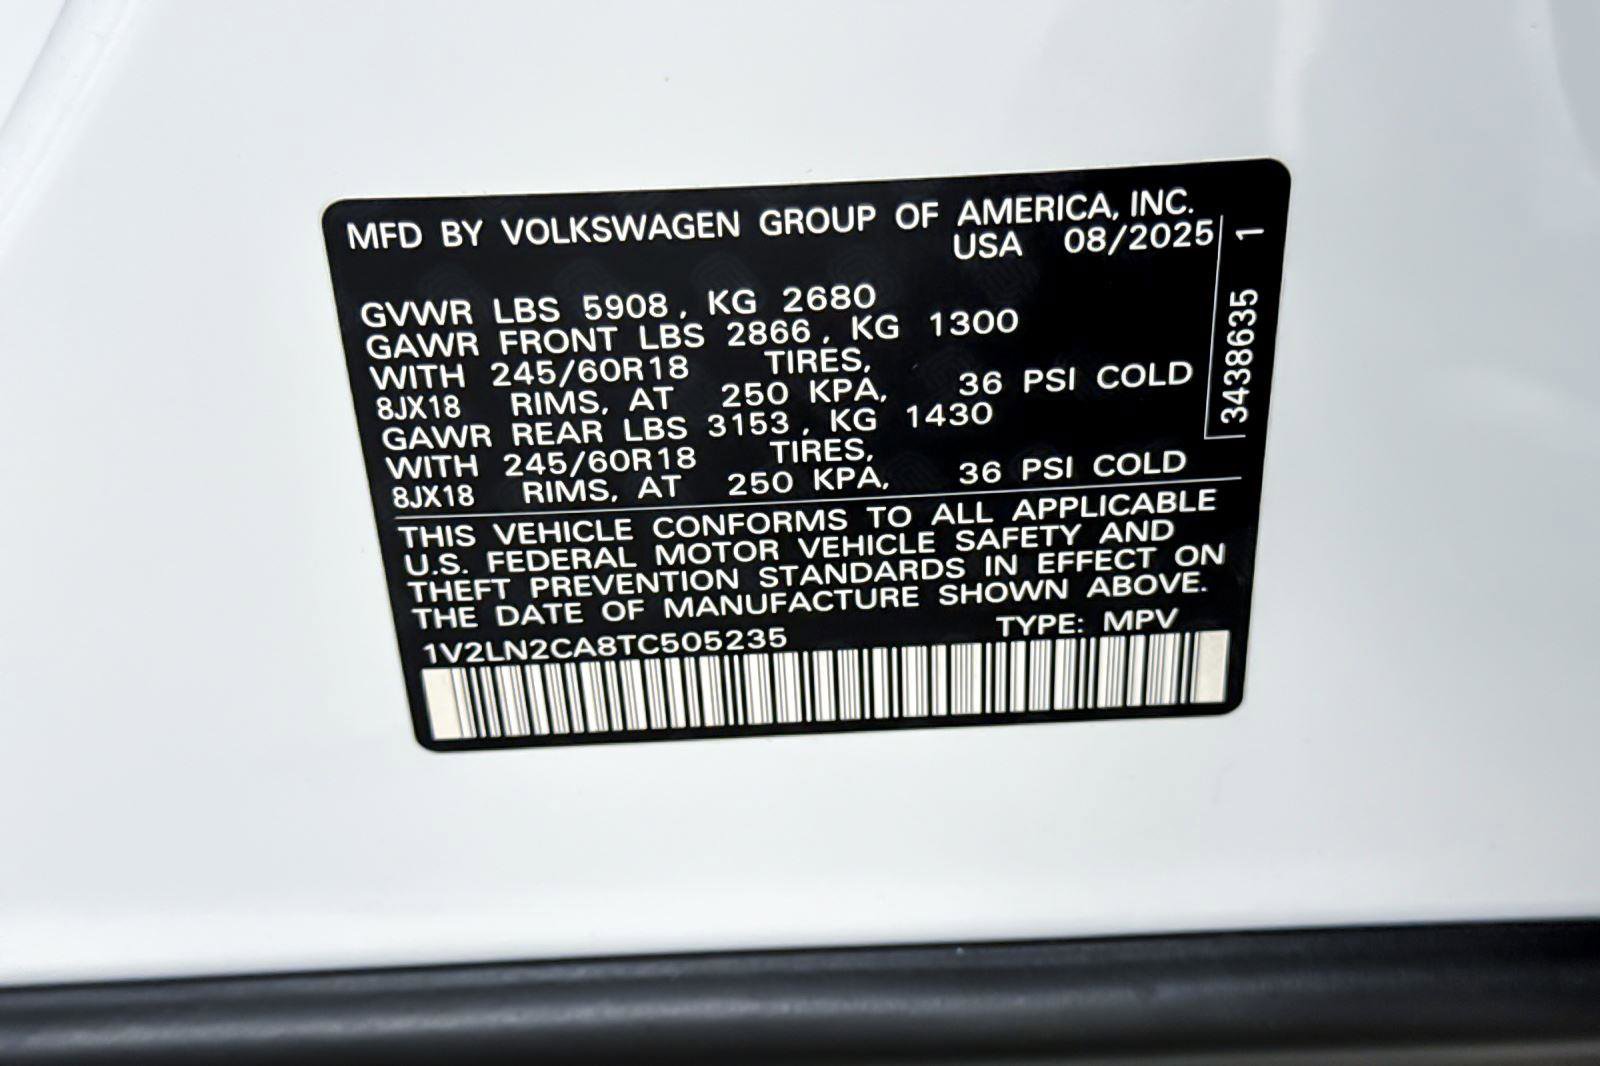 MFD BY VOLKSWAGEN GROUP OF AMERICA, INC.
USA 08/2025
GVWR LBS 5908, KG 2680
GAWR FRONT LBS 2866, KG 1300
WITH 245/60R18 TIRES,
8JX18 RIMS, AT 250 KPA, 36 PSI COLD
GAWR REAR LBS 3153, KG 1430
WITH 245/60R18 TIRES,
8JX18 RIMS, AT 250 KPA, 36 PSI COLD
THIS VEHICLE CONFORMS TO ALL APPLICABLE
U.S. FEDERAL MOTOR VEHICLE SAFETY AND
THEFT PREVENTION STANDARDS IN EFFECT ON
THE DATE OF MANUFACTURE SHOWN ABOVE.
1V2LN2CA8TC505235 TYPE: MPV
3438635 1